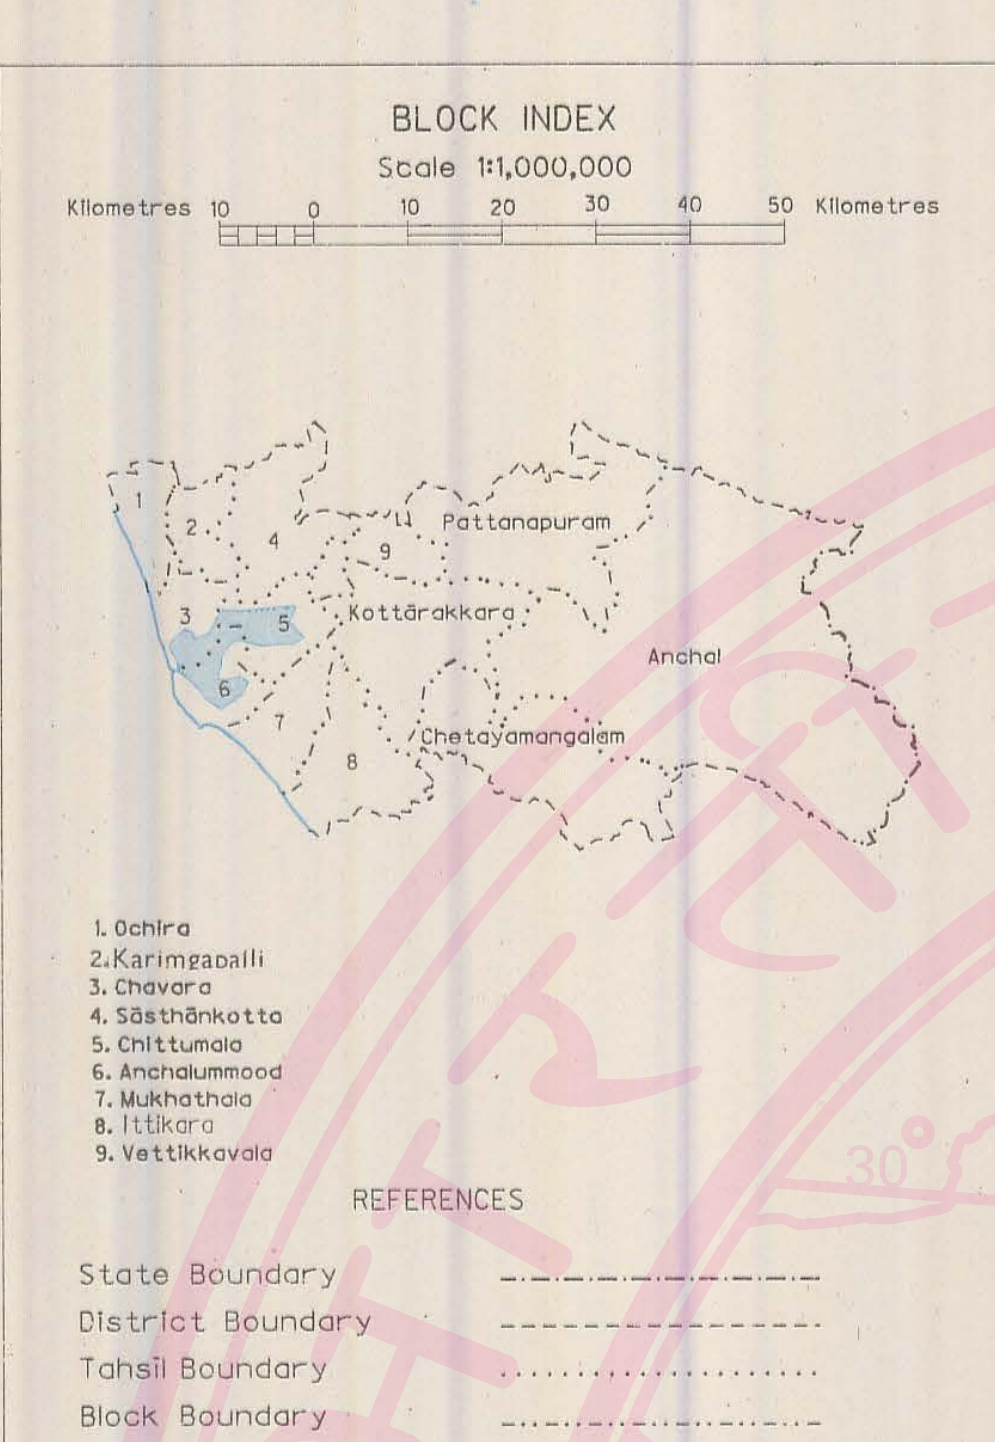 BLOCK INDEX
Scale 1:1,000,000
Kilometres 10 0 10 20 30 40 50 Kilometres
1
2
4
9
Pattanapuram
3
5
Kottārakkara
Anchal
6
7
Chetayamangalam
8
1. Ochira
2. Karimgapalli
3. Chavara
4. Sāsthānkotta
5. Chittumala
6. Anchalummood
7. Mukhathala
8. Ittikara
9. Vettikkavala
30°
REFERENCES
State Boundary
District Boundary
Tahsīl Boundary
Block Boundary